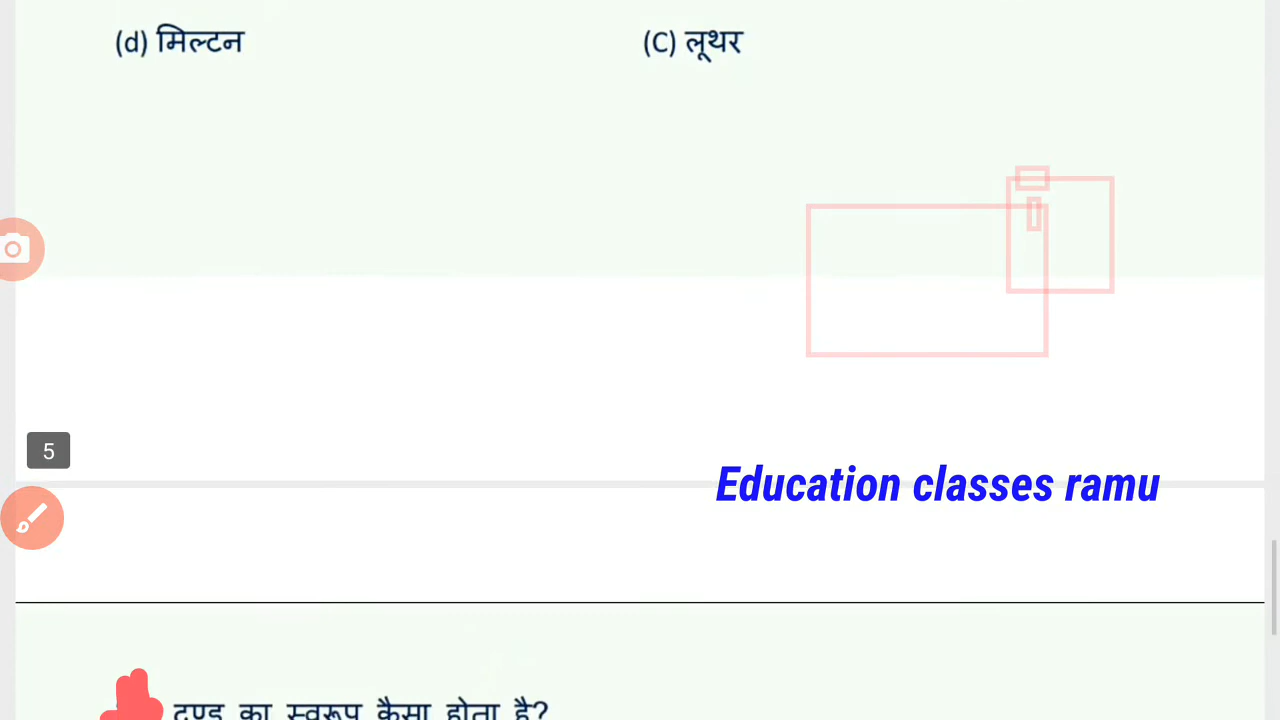 (d) मिल्टन (C) लूथर
5
Education classes ramu
दण्ड का स्वरूप कैसा होता है?